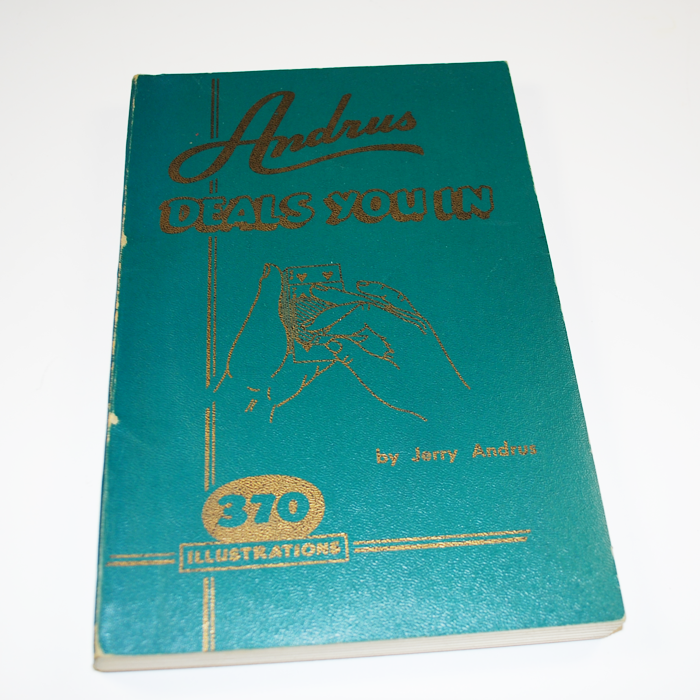 Andrus
DEALS YOU IN
by Jerry Andrus
370
ILLUSTRATIONS